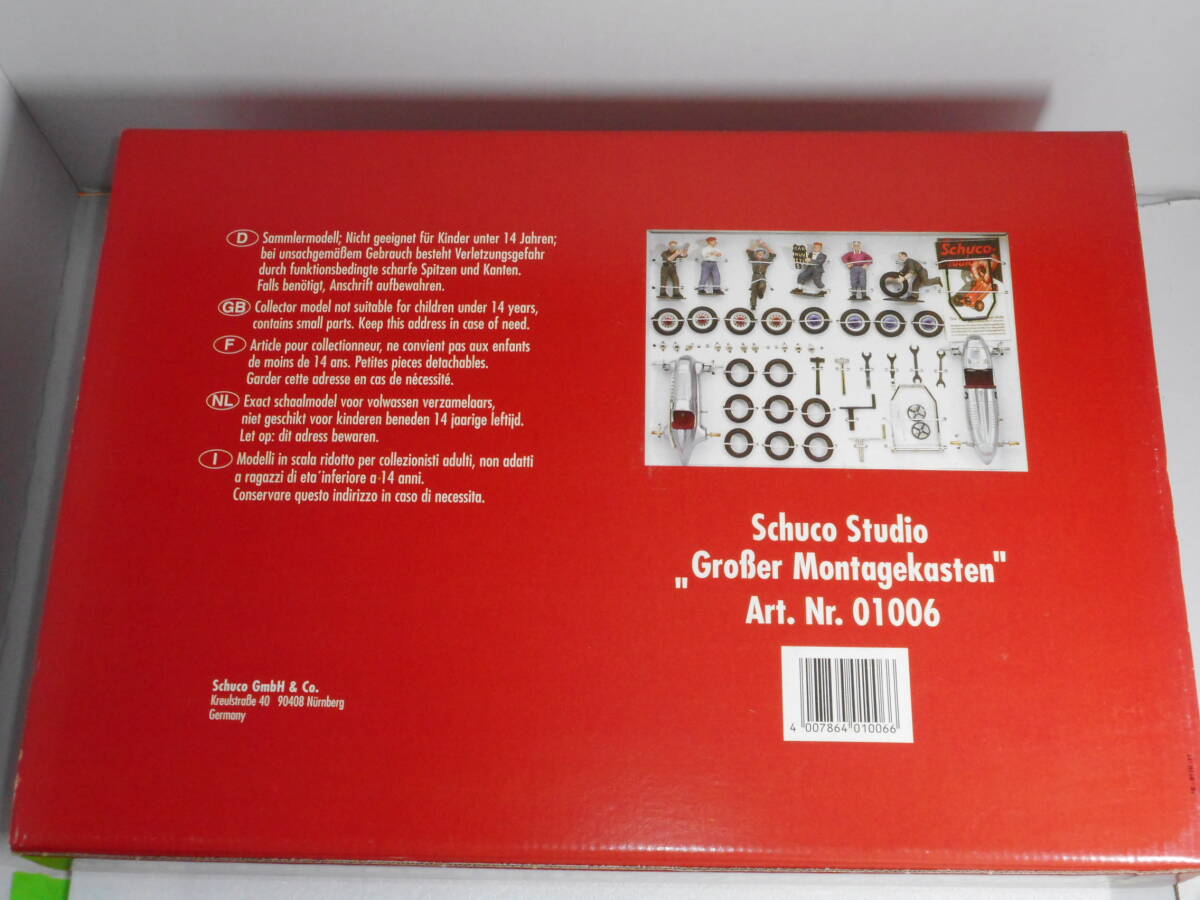 D Sammlermodell; Nicht geeignet für Kinder unter 14 Jahren;
bei unsachgemäßem Gebrauch besteht Verletzungsgefahr
durch funktionsbedingte scharfe Spitzen und Kanten.
Falls benötigt, Anschrift aufbewahren.
GB Collector model not suitable for children under 14 years,
contains small parts. Keep this address in case of need.
F Article pour collectionneur, ne convient pas aux enfants
de moins de 14 ans. Petites pieces detachables.
Garder cette adresse en cas de nécessité.
NL Exact schaalmodel voor volwassen verzamelaars,
niet geschikt voor kinderen beneden 14 jaarige leftijd.
Let op: dit adress bewaren.
I Modelli in scala ridotto per collezionisti adulti, non adatti
a ragazzi di eta´inferiore a 14 anni.
Conservare questo indirizzo in caso di necessita.
Schuco GmbH & Co.
Kreulstraße 40 90408 Nürnberg
Germany
Schuco
Schuco Studio
„Großer Montagekasten"
Art. Nr. 01006
4 007864 010066